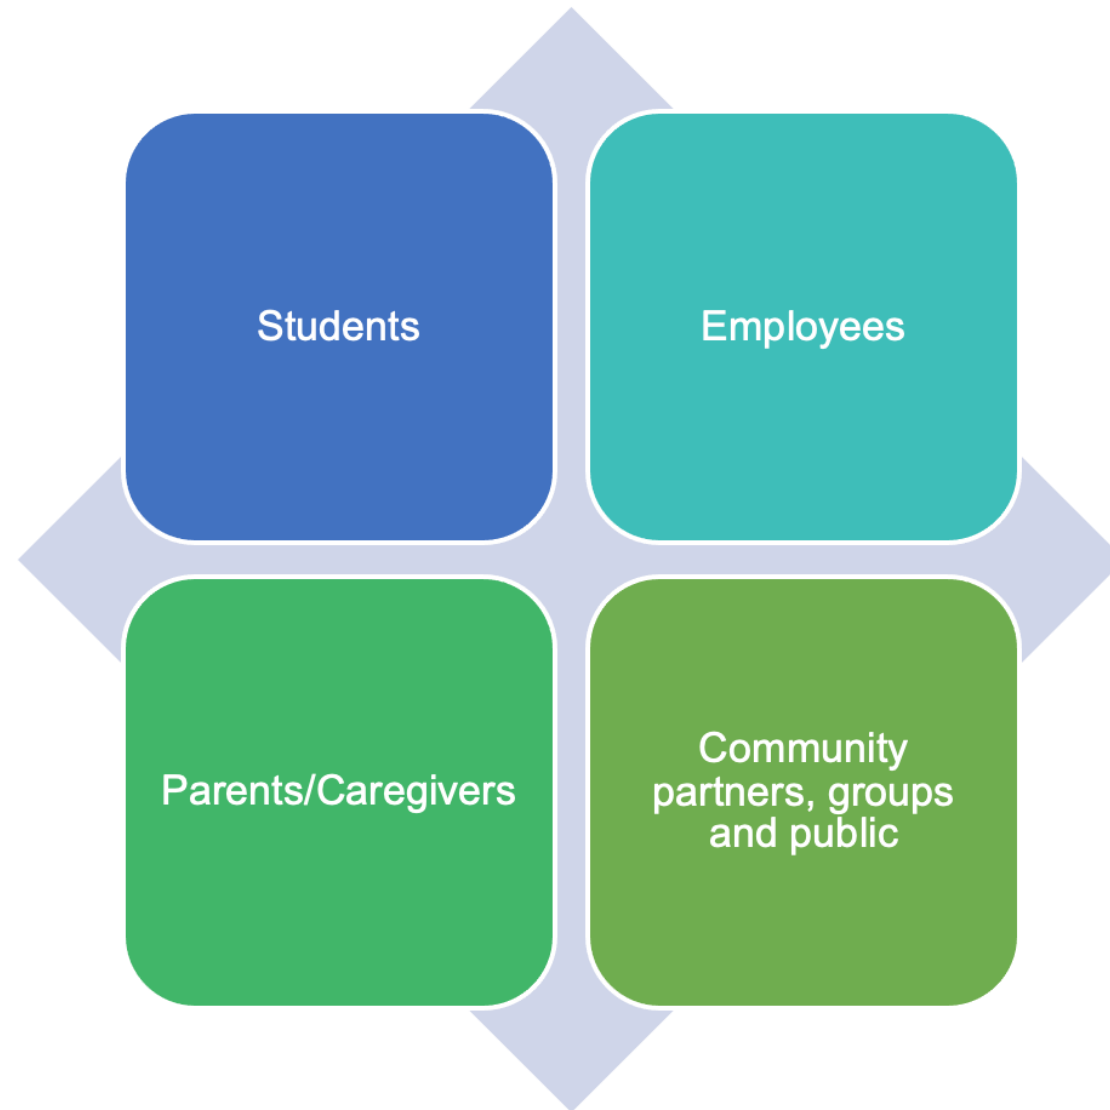 Students
Employees
Parents/Caregivers
Community
partners, groups
and public